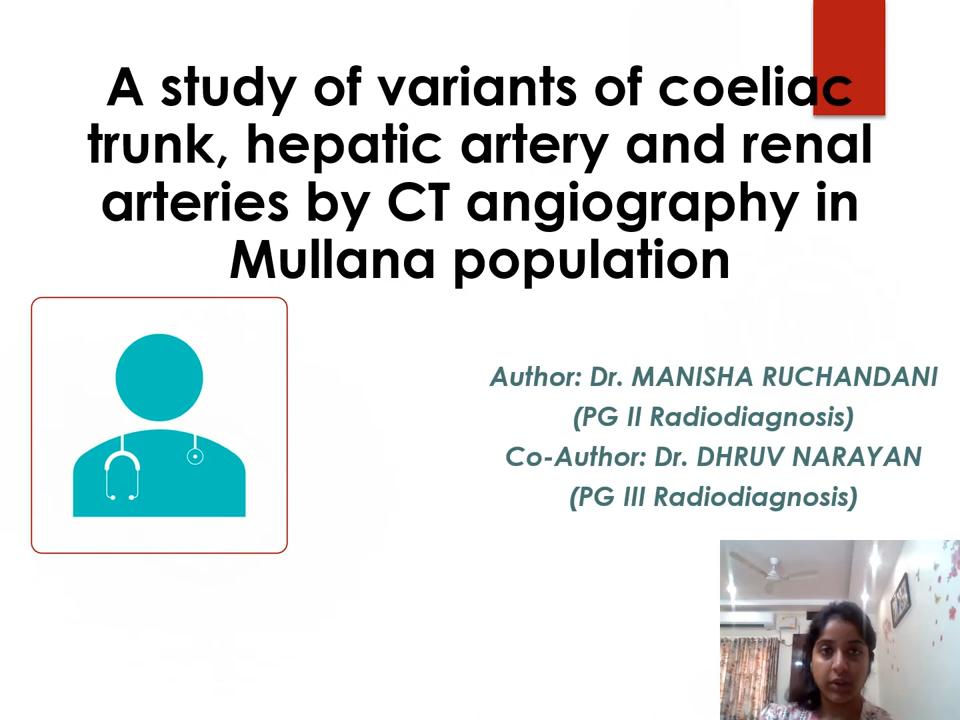 A study of variants of coeliac
trunk, hepatic artery and renal
arteries by CT angiography in
Mullana population
Author: Dr. MANISHA RUCHANDANI
(PG II Radiodiagnosis)
Co-Author: Dr. DHRUV NARAYAN
(PG III Radiodiagnosis)